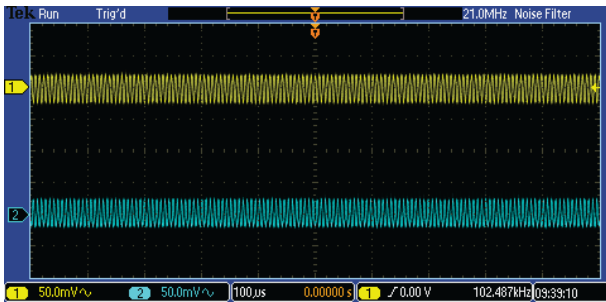 Tek Run Trig'd 21.0MHz Noise Filter
1
2
1 50.0mV 2 50.0mV 100µs 0.00000 s 1 0.00 V 102.487kHz 09:39:10